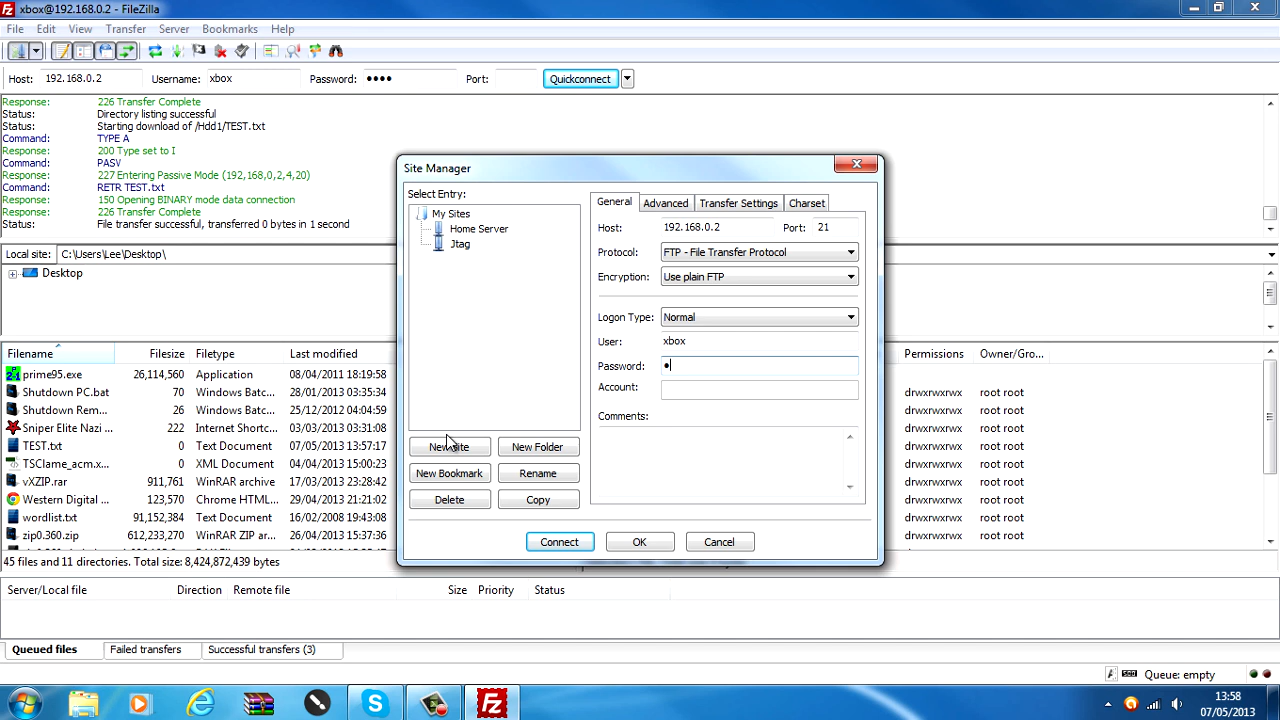 xbox@192.168.0.2 - FileZilla
File Edit View Transfer Server Bookmarks Help
Host: 192.168.0.2 Username: xbox Password: ●●●● Port: Quickconnect
Response: 226 Transfer Complete
Status: Directory listing successful
Status: Starting download of /Hdd1/TEST.txt
Command: TYPE A
Response: 200 Type set to I
Command: PASV
Response: 227 Entering Passive Mode (192,168,0,2,4,20)
Command: RETR TEST.txt
Response: 150 Opening BINARY mode data connection
Response: 226 Transfer Complete
Status: File transfer successful, transferred 0 bytes in 1 second
Local site: C:\Users\Lee\Desktop\
Desktop
Filename Filesize Filetype Last modified
prime95.exe 26,114,560 Application 08/04/2011 18:19:58
Shutdown PC.bat 70 Windows Batc... 28/01/2013 03:35:34
Shutdown Rem... 26 Windows Batc... 25/12/2012 04:04:59
Sniper Elite Nazi ... 222 Internet Shortc... 03/03/2013 03:31:08
TEST.txt 0 Text Document 07/05/2013 13:57:17
TSClame_acm.x... 0 XML Document 04/04/2013 15:00:23
vXZIP.rar 911,761 WinRAR archive 17/03/2013 23:28:42
Western Digital ... 123,570 Chrome HTML... 29/04/2013 21:21:02
wordlist.txt 91,152,384 Text Document 16/02/2008 19:43:08
zip0.360.zip 612,233,270 WinRAR ZIP ar... 26/04/2013 15:37:36
45 files and 11 directories. Total size: 8,424,872,439 bytes
Site Manager
Select Entry:
My Sites
Home Server
Jtag
New Site New Folder
New Bookmark Rename
Delete Copy
General Advanced Transfer Settings Charset
Host: 192.168.0.2 Port: 21
Protocol: FTP - File Transfer Protocol
Encryption: Use plain FTP
Logon Type: Normal
User: xbox
Password: ●
Account:
Comments:
Connect OK Cancel
Permissions Owner/Gro...
drwxrwxrwx root root
drwxrwxrwx root root
drwxrwxrwx root root
drwxrwxrwx root root
drwxrwxrwx root root
drwxrwxrwx root root
drwxrwxrwx root root
drwxrwxrwx root root
drwxrwxrwx root root
Server/Local file Direction Remote file Size Priority Status
Queued files Failed transfers Successful transfers (3)
Queue: empty
13:58
07/05/2013